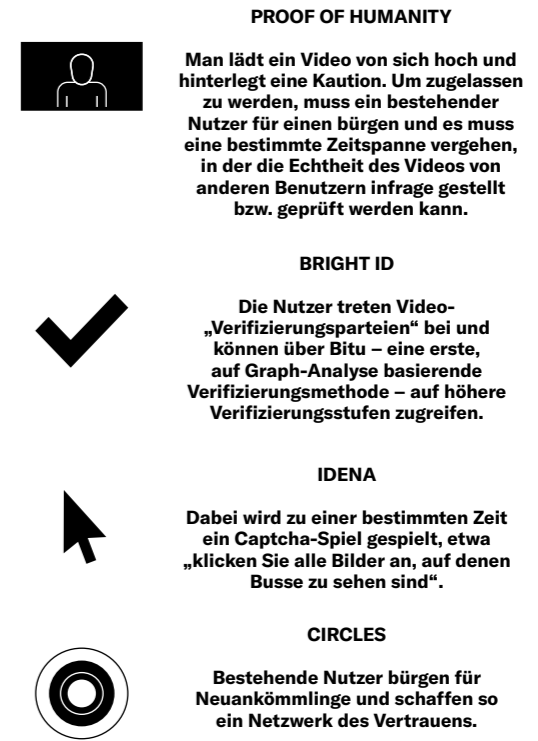 PROOF OF HUMANITY
Man lädt ein Video von sich hoch und
hinterlegt eine Kaution. Um zugelassen
zu werden, muss ein bestehender
Nutzer für einen bürgen und es muss
eine bestimmte Zeitspanne vergehen,
in der die Echtheit des Videos von
anderen Benutzern infrage gestellt
bzw. geprüft werden kann.
BRIGHT ID
Die Nutzer treten Video-
„Verifizierungsparteien“ bei und
können über Bitu – eine erste,
auf Graph-Analyse basierende
Verifizierungsmethode – auf höhere
Verifizierungsstufen zugreifen.
IDENA
Dabei wird zu einer bestimmten Zeit
ein Captcha-Spiel gespielt, etwa
„klicken Sie alle Bilder an, auf denen
Busse zu sehen sind“.
CIRCLES
Bestehende Nutzer bürgen für
Neuankömmlinge und schaffen so
ein Netzwerk des Vertrauens.